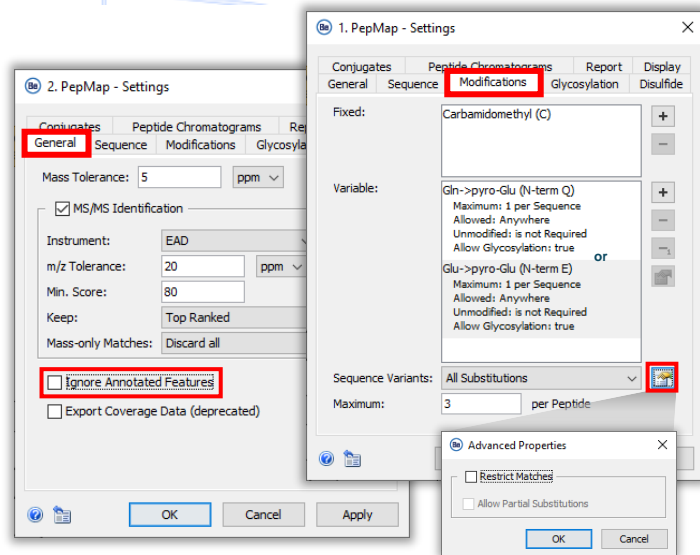 1. PepMap - Settings
Conjugates Peptide Chromatograms Report Display
General Sequence Modifications Glycosylation Disulfide
Fixed:
Carbamidomethyl (C)
Variable:
Gln->pyro-Glu (N-term Q)
Maximum: 1 per Sequence
Allowed: Anywhere
Unmodified: is not Required
Allow Glycosylation: true
or
Glu->pyro-Glu (N-term E)
Maximum: 1 per Sequence
Allowed: Anywhere
Unmodified: is not Required
Allow Glycosylation: true
Sequence Variants: All Substitutions
Maximum: 3 per Peptide
2. PepMap - Settings
Conjugates Peptide Chromatograms Re
General Sequence Modifications Glycosyla
Mass Tolerance: 5 ppm
MS/MS Identification
Instrument: EAD
m/z Tolerance: 20 ppm
Min. Score: 80
Keep: Top Ranked
Mass-only Matches: Discard all
Ignore Annotated Features
Export Coverage Data (deprecated)
OK Cancel Apply
Advanced Properties
Restrict Matches
Allow Partial Substitutions
OK Cancel